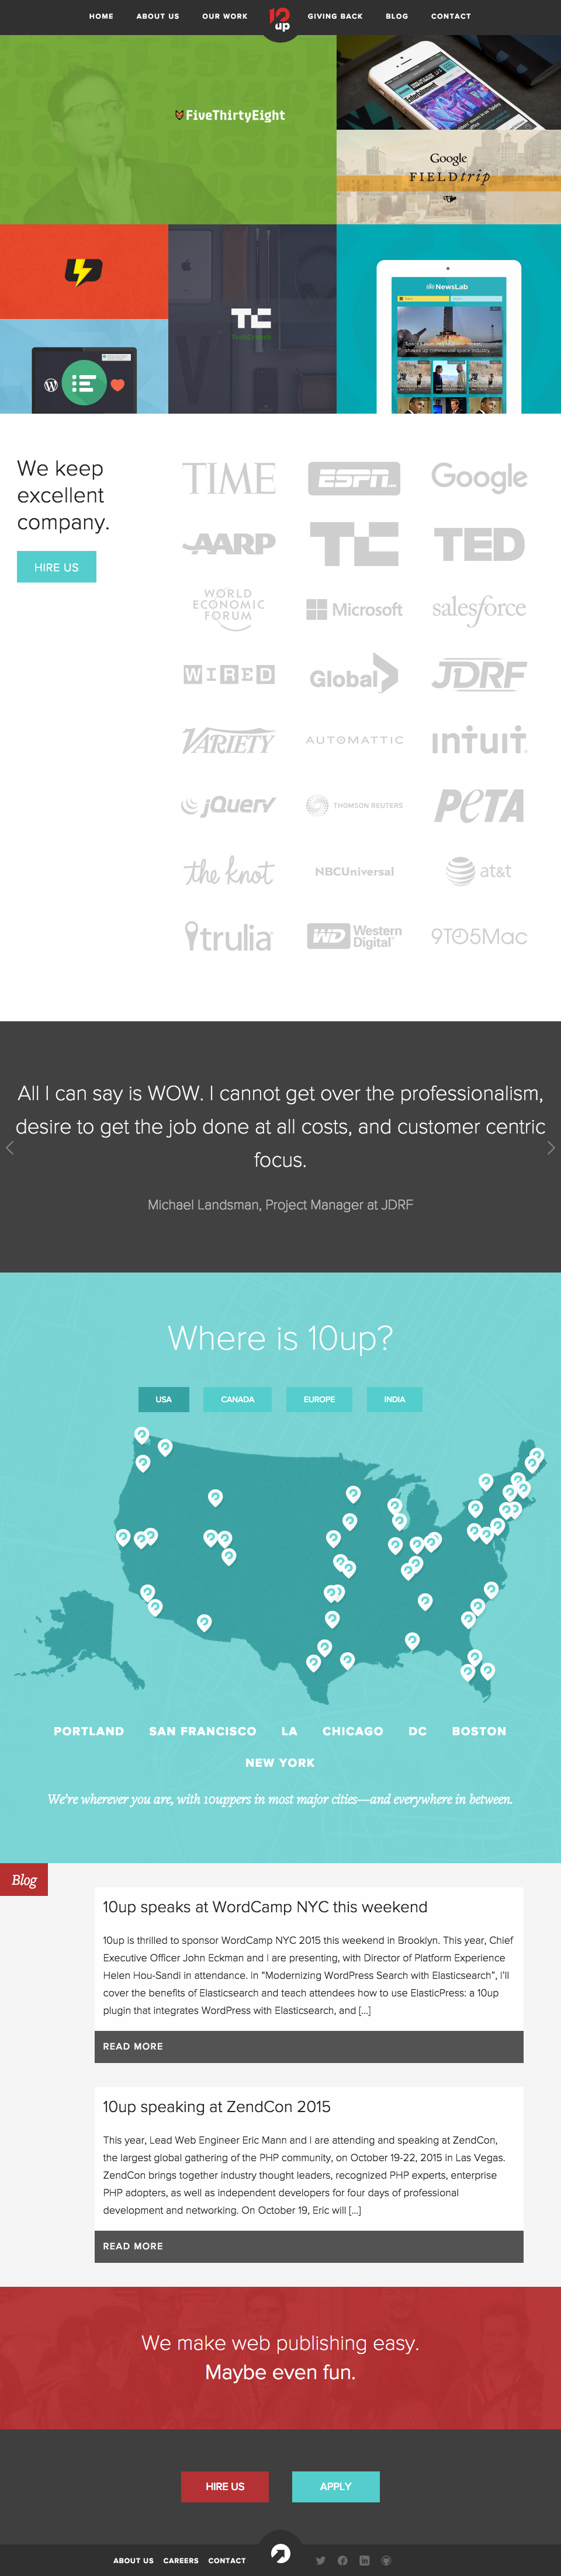 HOME ABOUT US OUR WORK 10up GIVING BACK BLOG CONTACT
FiveThirtyEight
Google
FIELD trip
TC
NewsLab
We keep
excellent
company.
HIRE US
TIME ESPN Google
AARP TC TED
WORLD
ECONOMIC
FORUM
Microsoft salesforce
WIRED Global JDRF
VARIETY AUTOMATTIC intuit
jQuery THOMSON REUTERS PETA
the knot NBCUniversal at&t
trulia WD Western
Digital 9TO5Mac
All I can say is WOW. I cannot get over the professionalism,
desire to get the job done at all costs, and customer centric
focus.
Michael Landsman, Project Manager at JDRF
Where is 10up?
USA CANADA EUROPE INDIA
PORTLAND SAN FRANCISCO LA CHICAGO DC BOSTON
NEW YORK
We're wherever you are, with 10uppers in most major cities—and everywhere in between.
Blog
10up speaks at WordCamp NYC this weekend
10up is thrilled to sponsor WordCamp NYC 2015 this weekend in Brooklyn. This year, Chief
Executive Officer John Eckman and I are presenting, with Director of Platform Experience
Helen Hou-Sandi in attendance. In “Modernizing WordPress Search with Elasticsearch”, I’ll
cover the benefits of Elasticsearch and teach attendees how to use ElasticPress: a 10up
plugin that integrates WordPress with Elasticsearch, and [...]
READ MORE
10up speaking at ZendCon 2015
This year, Lead Web Engineer Eric Mann and I are attending and speaking at ZendCon,
the largest global gathering of the PHP community, on October 19-22, 2015 in Las Vegas.
ZendCon brings together industry thought leaders, recognized PHP experts, enterprise
PHP adopters, as well as independent developers for four days of professional
development and networking. On October 19, Eric will [...]
READ MORE
We make web publishing easy.
Maybe even fun.
HIRE US APPLY
ABOUT US CAREERS CONTACT